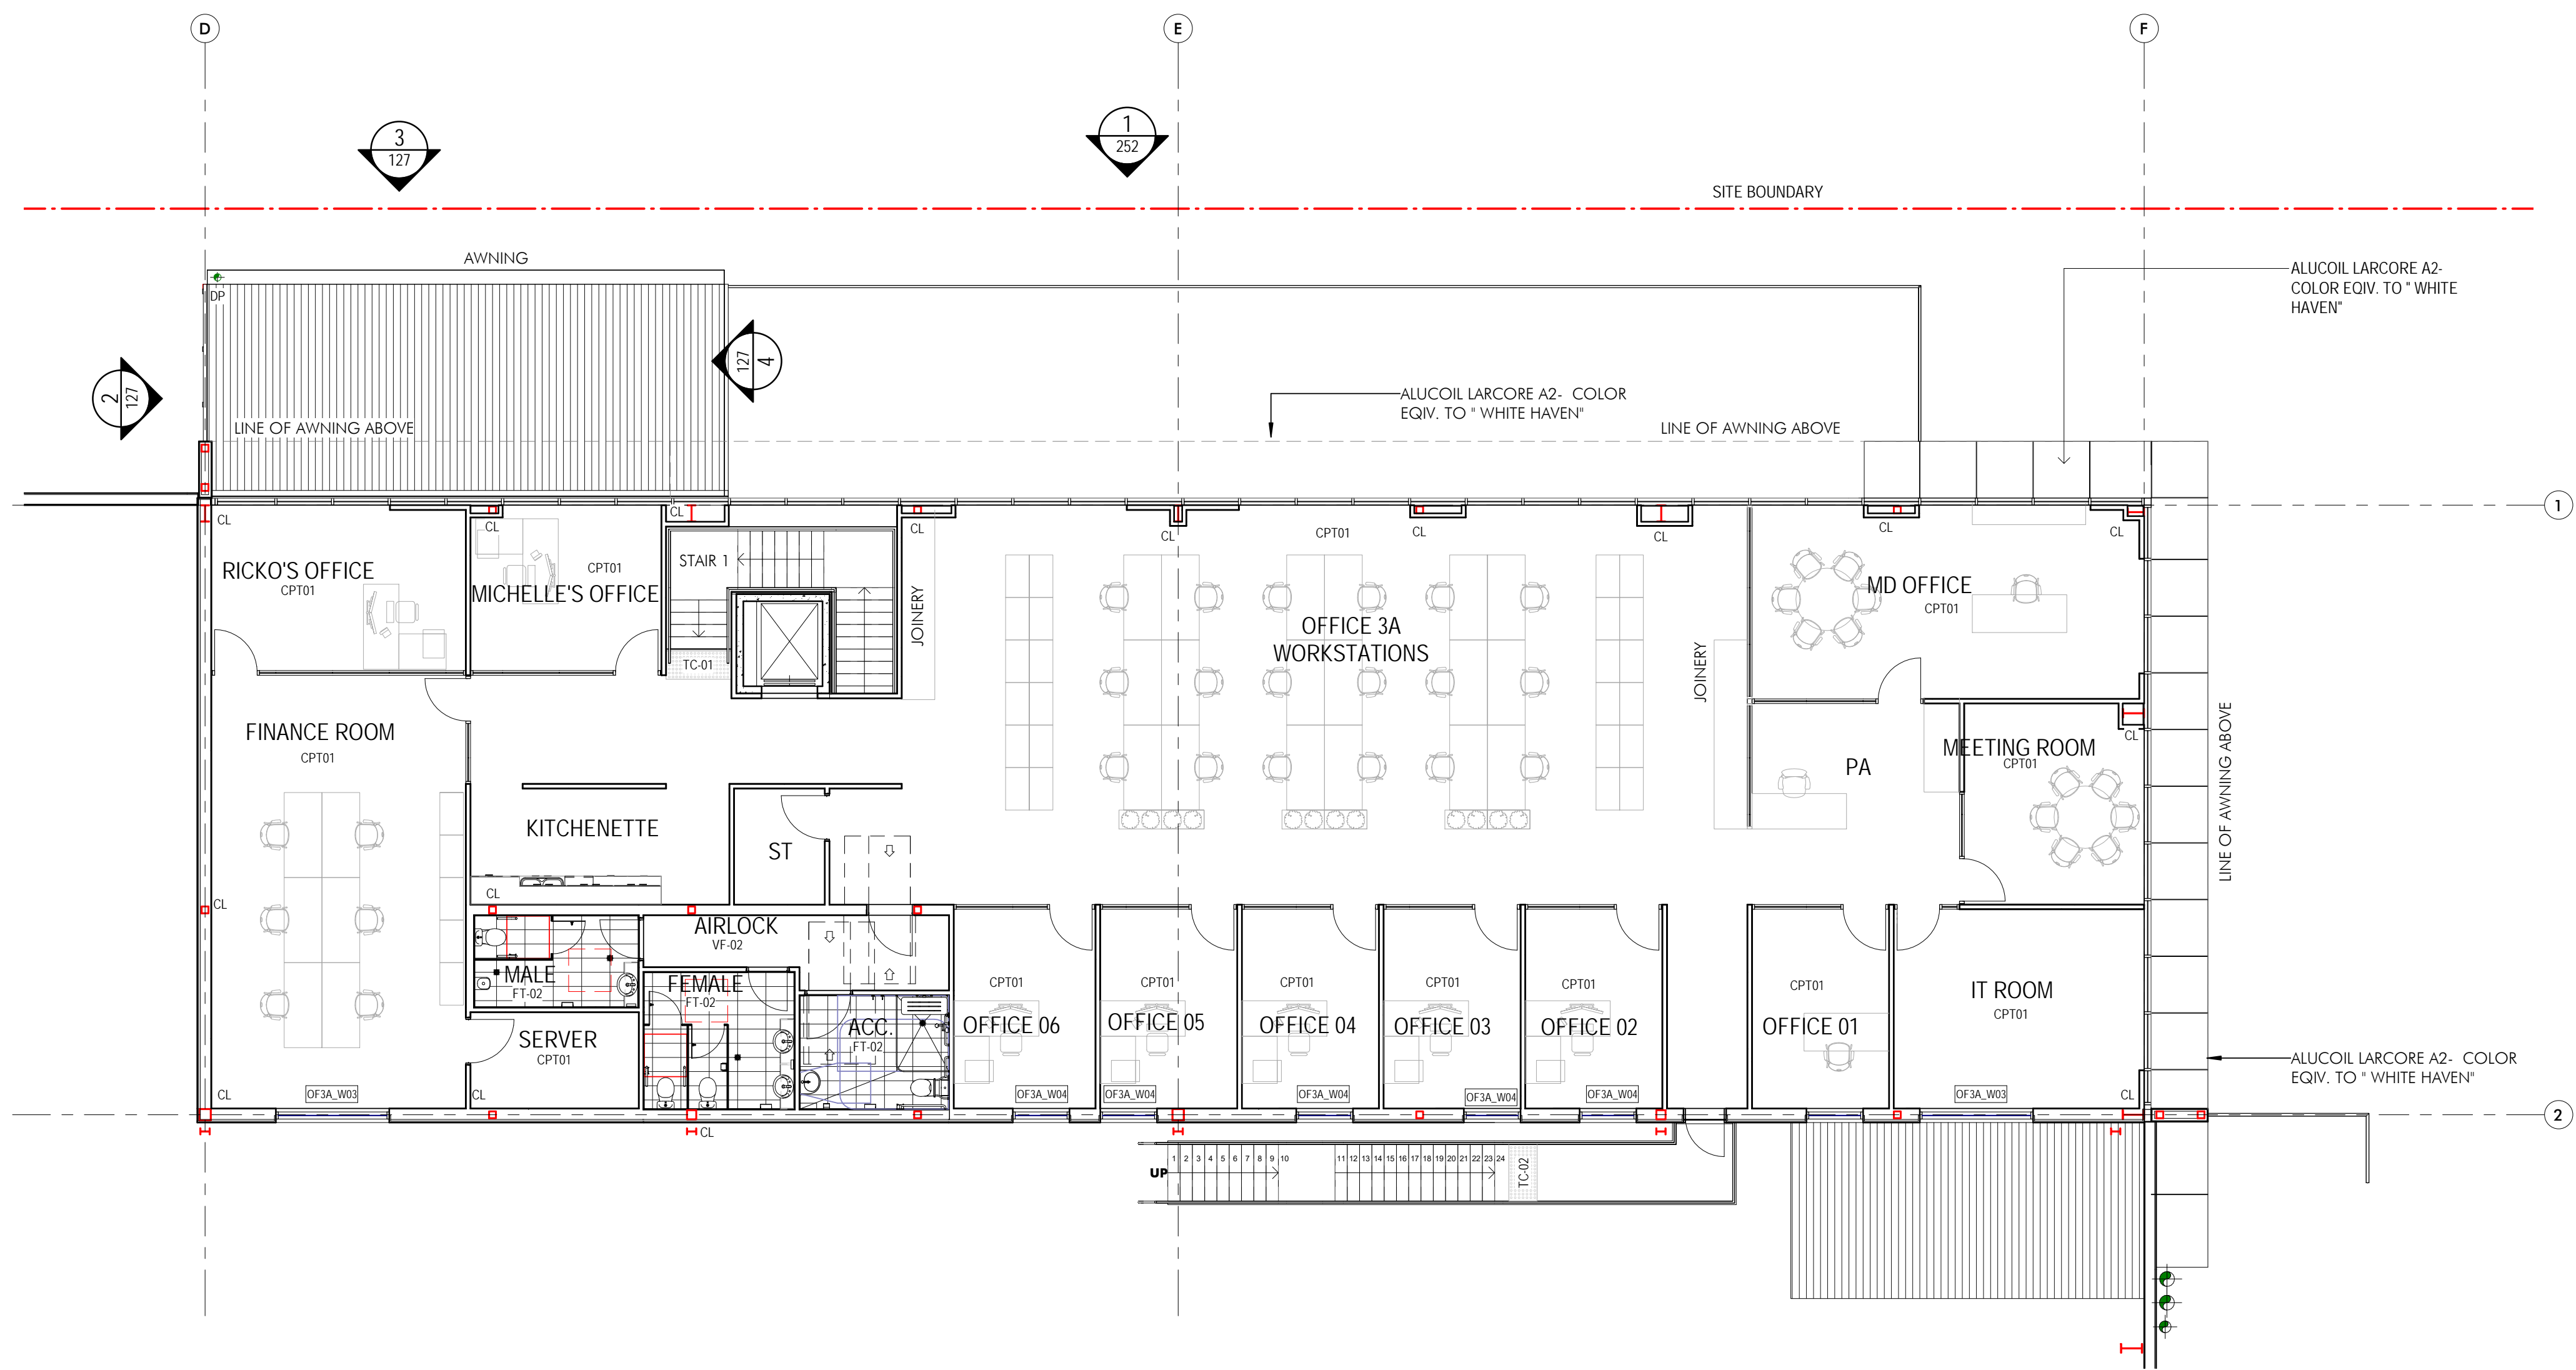 D
E
F
3
127
1
252
SITE BOUNDARY
AWNING
ALUCOIL LARCORE A2-
COLOR EQIV. TO " WHITE
HAVEN"
DP
127
4
2
127
ALUCOIL LARCORE A2-  COLOR
EQIV. TO " WHITE HAVEN"
LINE OF AWNING ABOVE
LINE OF AWNING ABOVE
1
CL
CL
CL
CL
CL
CL
CL
CL
CL
CPT01
STAIR 1
RICKO'S OFFICE
CPT01
CPT01
MICHELLE'S OFFICE
JOINERY
OFFICE 3A
WORKSTATIONS
MD OFFICE
CPT01
TC-01
JOINERY
FINANCE ROOM
CPT01
CL
MEETING ROOM
CPT01
PA
LINE OF AWNING ABOVE
KITCHENETTE
ST
CL
CL
AIRLOCK
VF-02
MALE
FT-02
FEMALE
FT-02
CPT01
CPT01
CPT01
CPT01
CPT01
CPT01
IT ROOM
CPT01
SERVER
CPT01
ACC.
FT-02
OFFICE 06
OFFICE 05
OFFICE 04
OFFICE 03
OFFICE 02
OFFICE 01
ALUCOIL LARCORE A2-  COLOR
EQIV. TO " WHITE HAVEN"
CL
OF3A_W03
CL
OF3A_W04
OF3A_W04
OF3A_W04
OF3A_W04
OF3A_W04
OF3A_W03
CL
2
CL
UP
1 2 3 4 5 6 7 8 9 10
11 12 13 14 15 16 17 18 19 20 21 22 23 24
TC-02